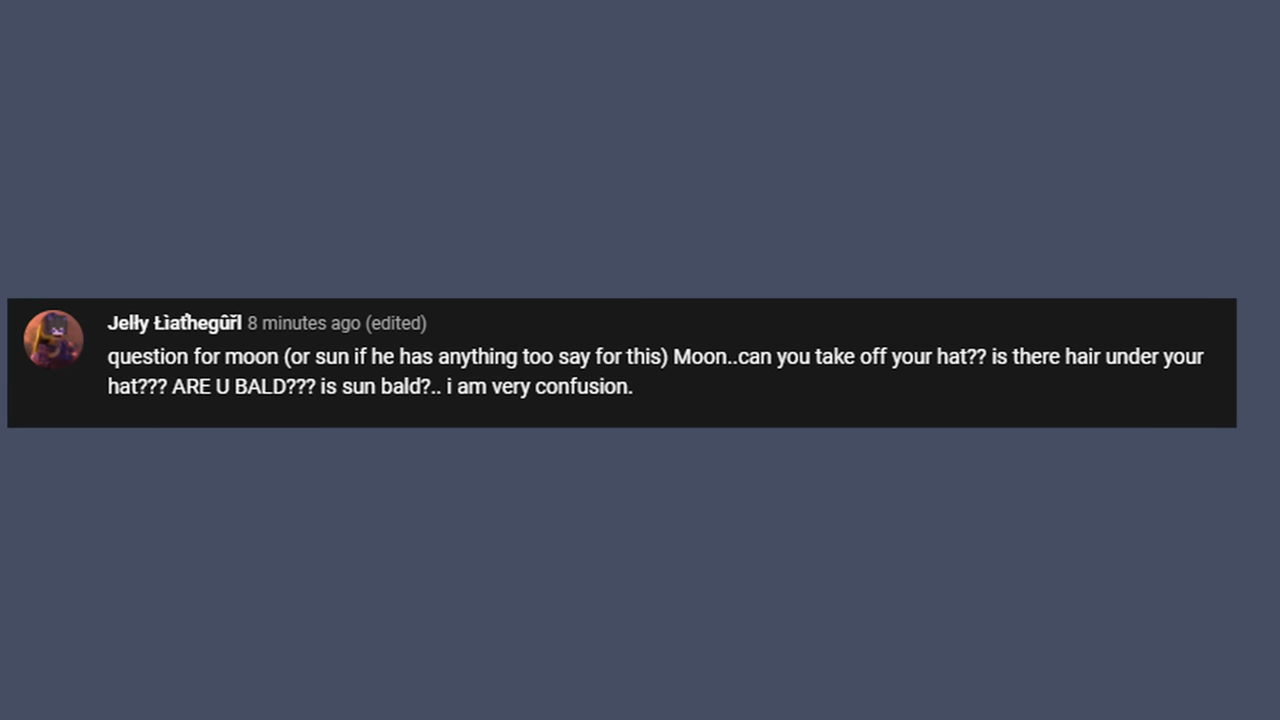 Jełły Łìaťhegûřl 8 minutes ago (edited)
question for moon (or sun if he has anything too say for this) Moon..can you take off your hat?? is there hair under your
hat??? ARE U BALD??? is sun bald?.. i am very confusion.